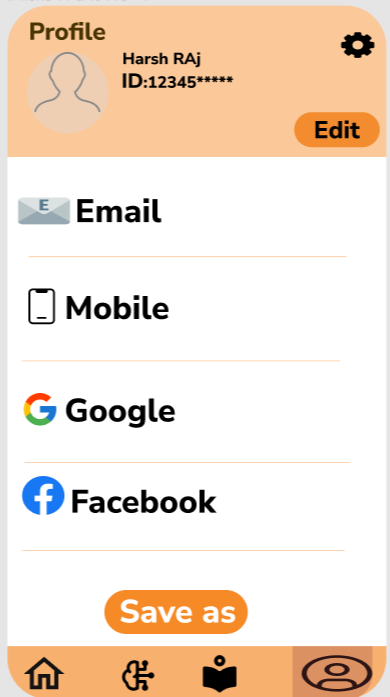 Profile
Harsh RAj
ID:12345*****
Edit
E
Email
Mobile
Google
Facebook
Save as